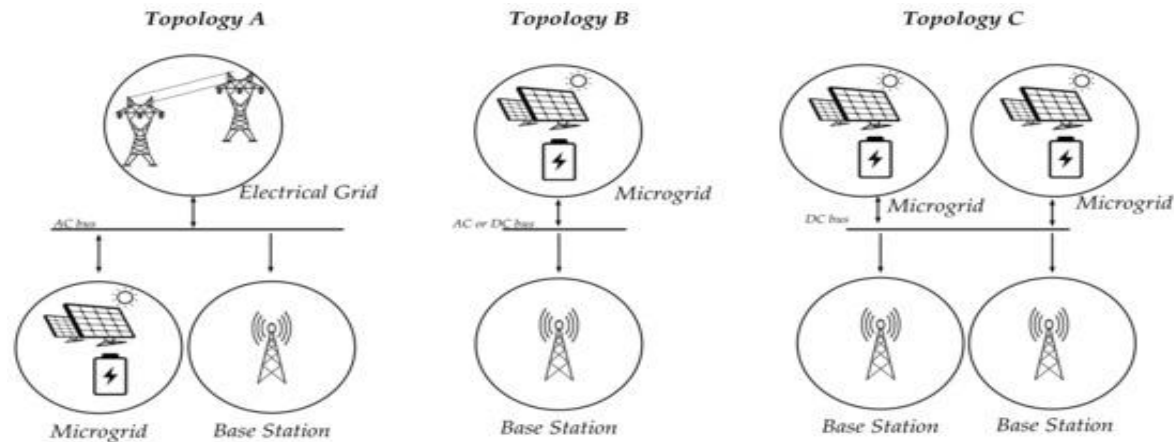 Topology A
Topology B
Topology C
Electrical Grid
Microgrid
Microgrid
Microgrid
AC bus
AC or DC bus
DC bus
Microgrid
Base Station
Base Station
Base Station
Base Station